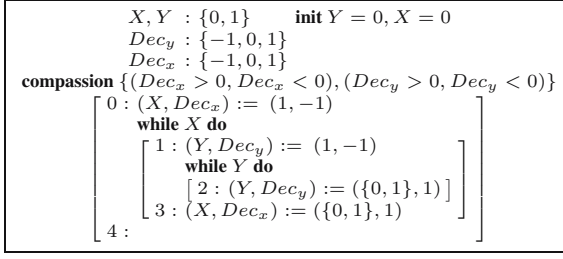 X, Y : {0, 1} init Y = 0, X = 0
Dec_y : {−1, 0, 1}
Dec_x : {−1, 0, 1}
compassion {(Dec_x > 0, Dec_x < 0), (Dec_y > 0, Dec_y < 0)}
0 : (X, Dec_x) := (1, −1)
while X do
1 : (Y, Dec_y) := (1, −1)
while Y do
[ 2 : (Y, Dec_y) := ({0, 1}, 1) ]
3 : (X, Dec_x) := ({0, 1}, 1)
4 :